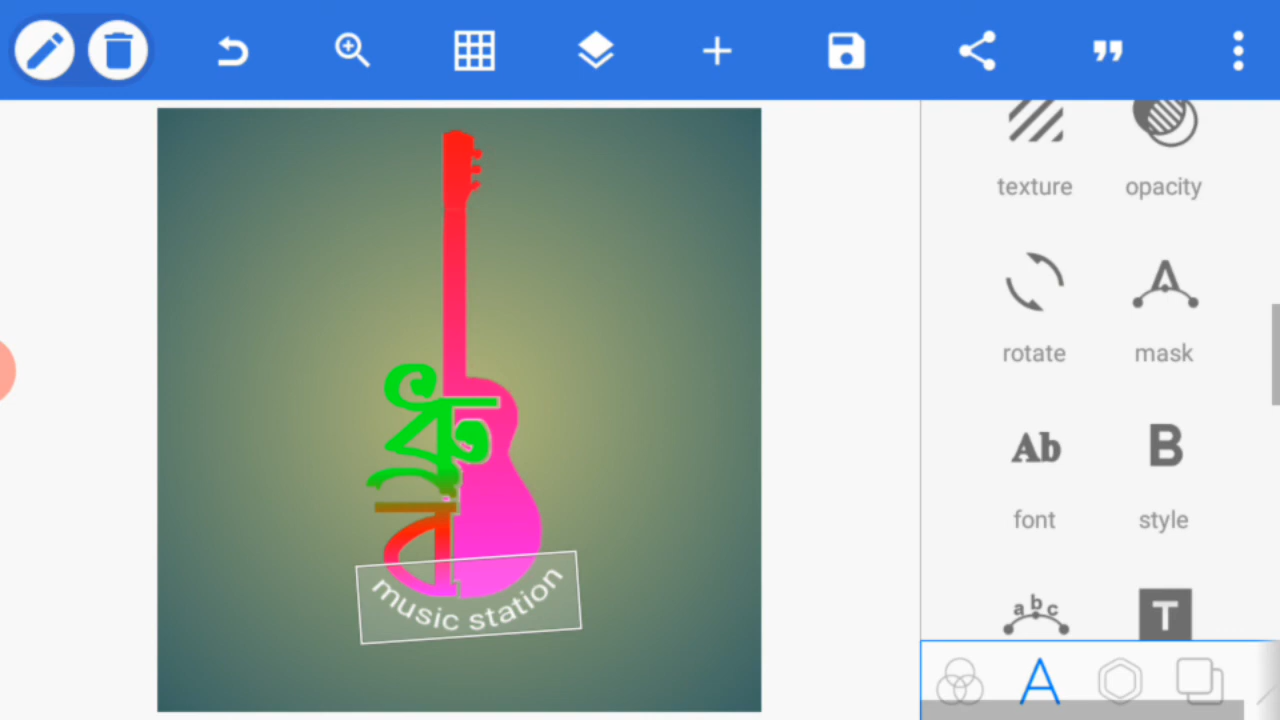 texture
opacity
rotate
mask
Ab
B
font
style
abc
T
A
ধ্রুব
music station